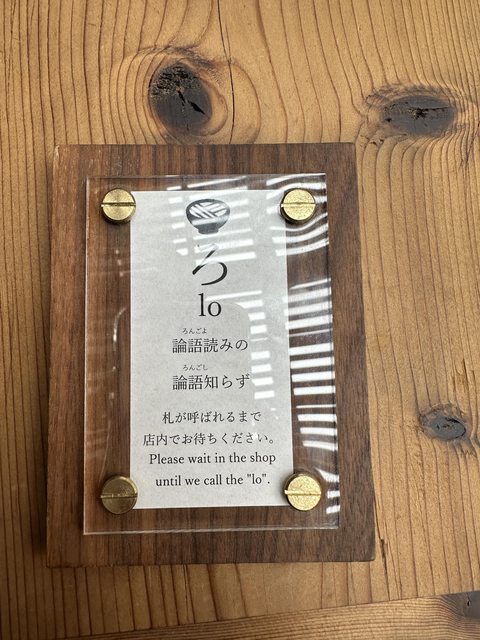 ろ
lo
ろんごよ
論語読みの
ろんごし
論語知らず
札が呼ばれるまで
店内でお待ちください。
Please wait in the shop
until we call the "lo".